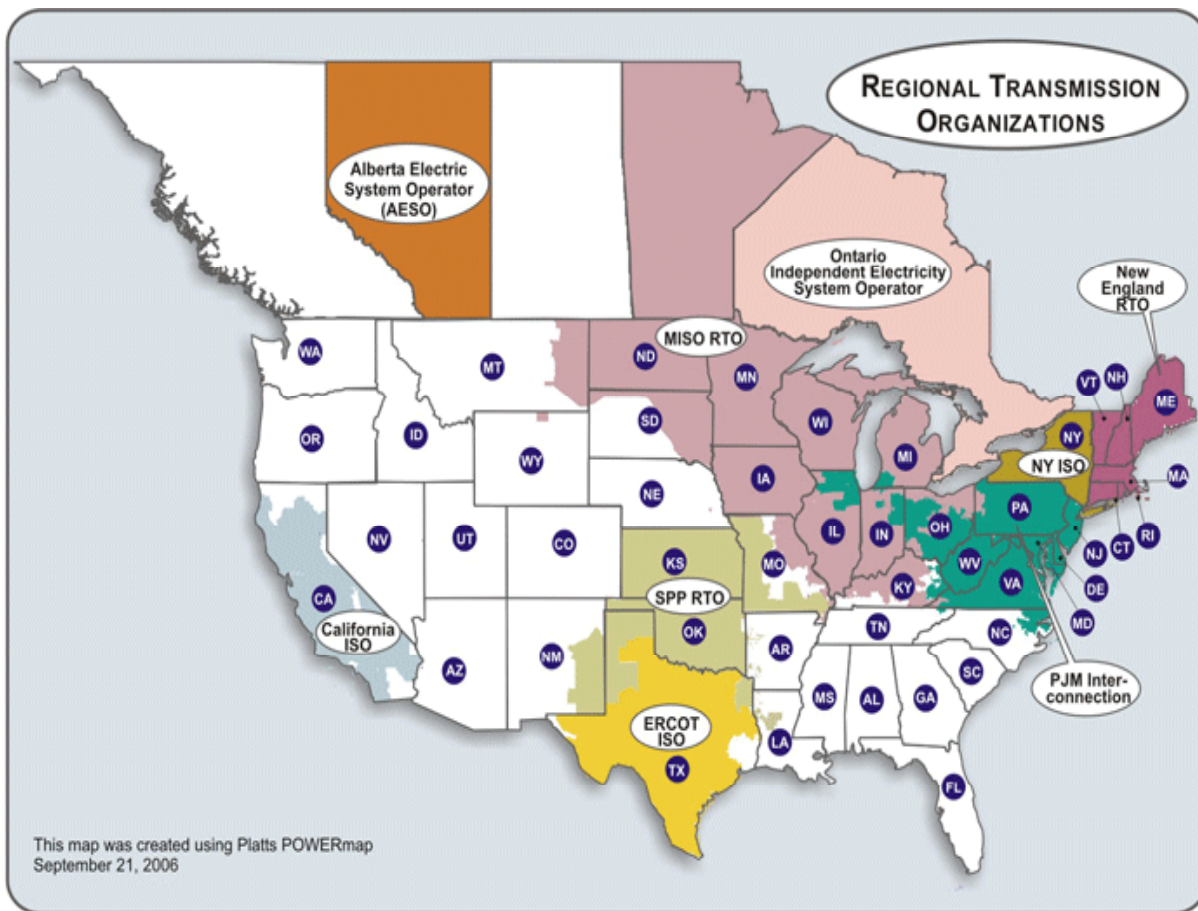 REGIONAL TRANSMISSION
ORGANIZATIONS
Alberta Electric
System Operator
(AESO)
Ontario
Independent Electricity
System Operator
New
England
RTO
MISO RTO
WA
MT
ND
MN
VT
NH
ME
OR
ID
SD
WI
NY
WY
MI
NY ISO
IA
MA
NE
PA
NV
UT
CO
IL
IN
OH
RI
CT
NJ
KS
MO
WV
VA
DE
CA
KY
SPP RTO
MD
California
ISO
OK
TN
NC
AZ
NM
AR
SC
PJM Inter-
connection
MS
AL
GA
ERCOT
ISO
LA
TX
FL
This map was created using Platts POWERmap
September 21, 2006